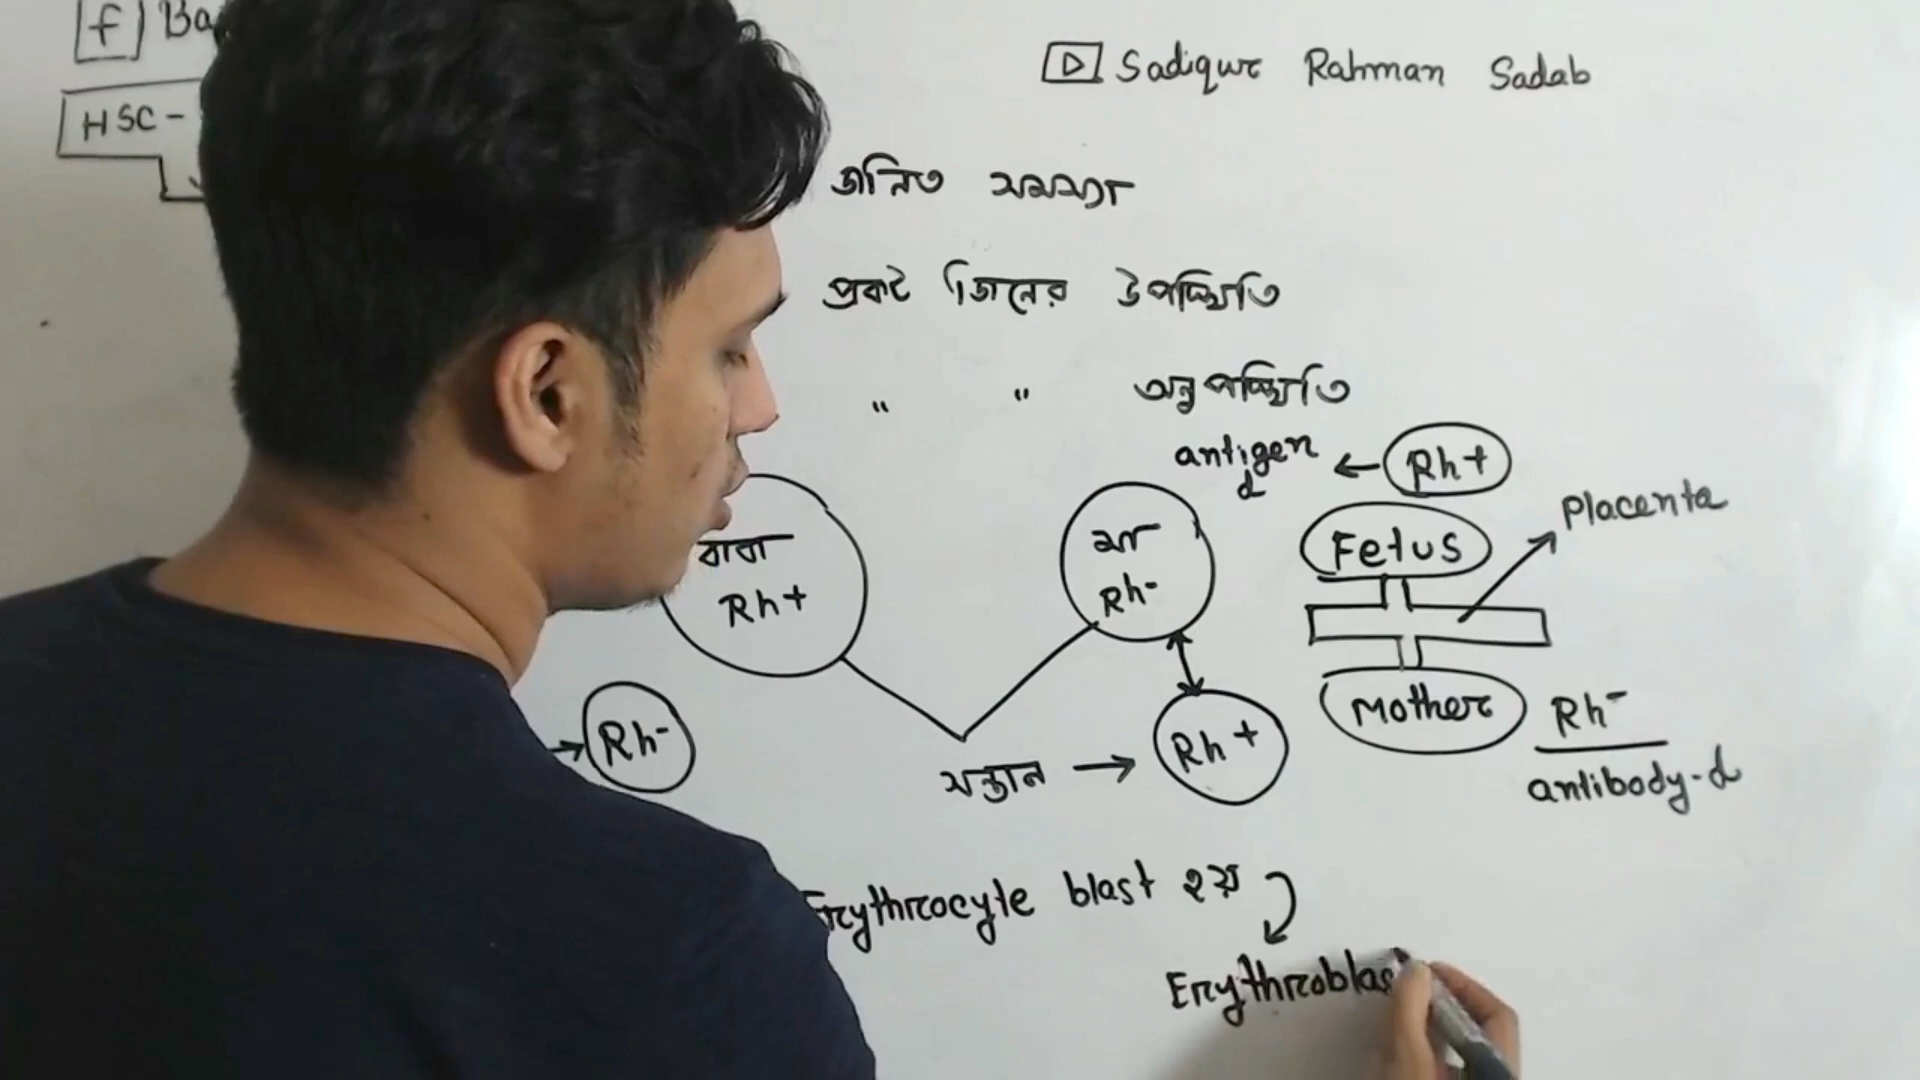 f Ba
Sadiqur Rahman Sadab
HSC-
জনিত সমস্যা
প্রকট জিনের উপস্থিতি
" " অনুপস্থিতি
antigen d ← Rh+
Placenta
Fetus
বাবা
Rh+
মা
Rh-
Mother
Rh-
antibody-d
→ Rh-
সন্তান → Rh+
Erythrocyte blast হয়
Erythroblas